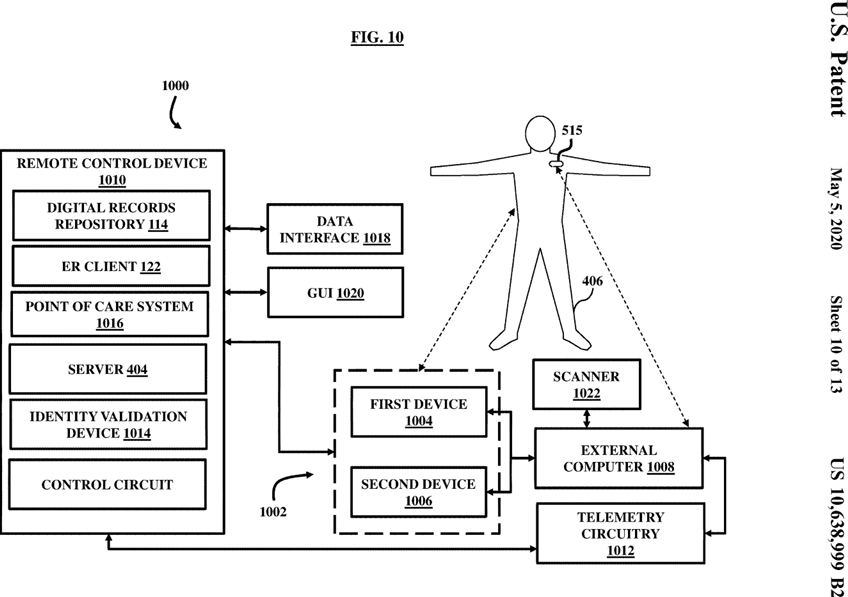 U.S. Patent
May 5, 2020
Sheet 10 of 13
US 10,638,999 B2
FIG. 10
1000
REMOTE CONTROL DEVICE
1010
DIGITAL RECORDS
REPOSITORY 114
ER CLIENT 122
POINT OF CARE SYSTEM
1016
SERVER 404
IDENTITY VALIDATION
DEVICE 1014
CONTROL CIRCUIT
DATA
INTERFACE 1018
GUI 1020
515
406
FIRST DEVICE
1004
SECOND DEVICE
1006
1002
SCANNER
1022
EXTERNAL
COMPUTER 1008
TELEMETRY
CIRCUITRY
1012